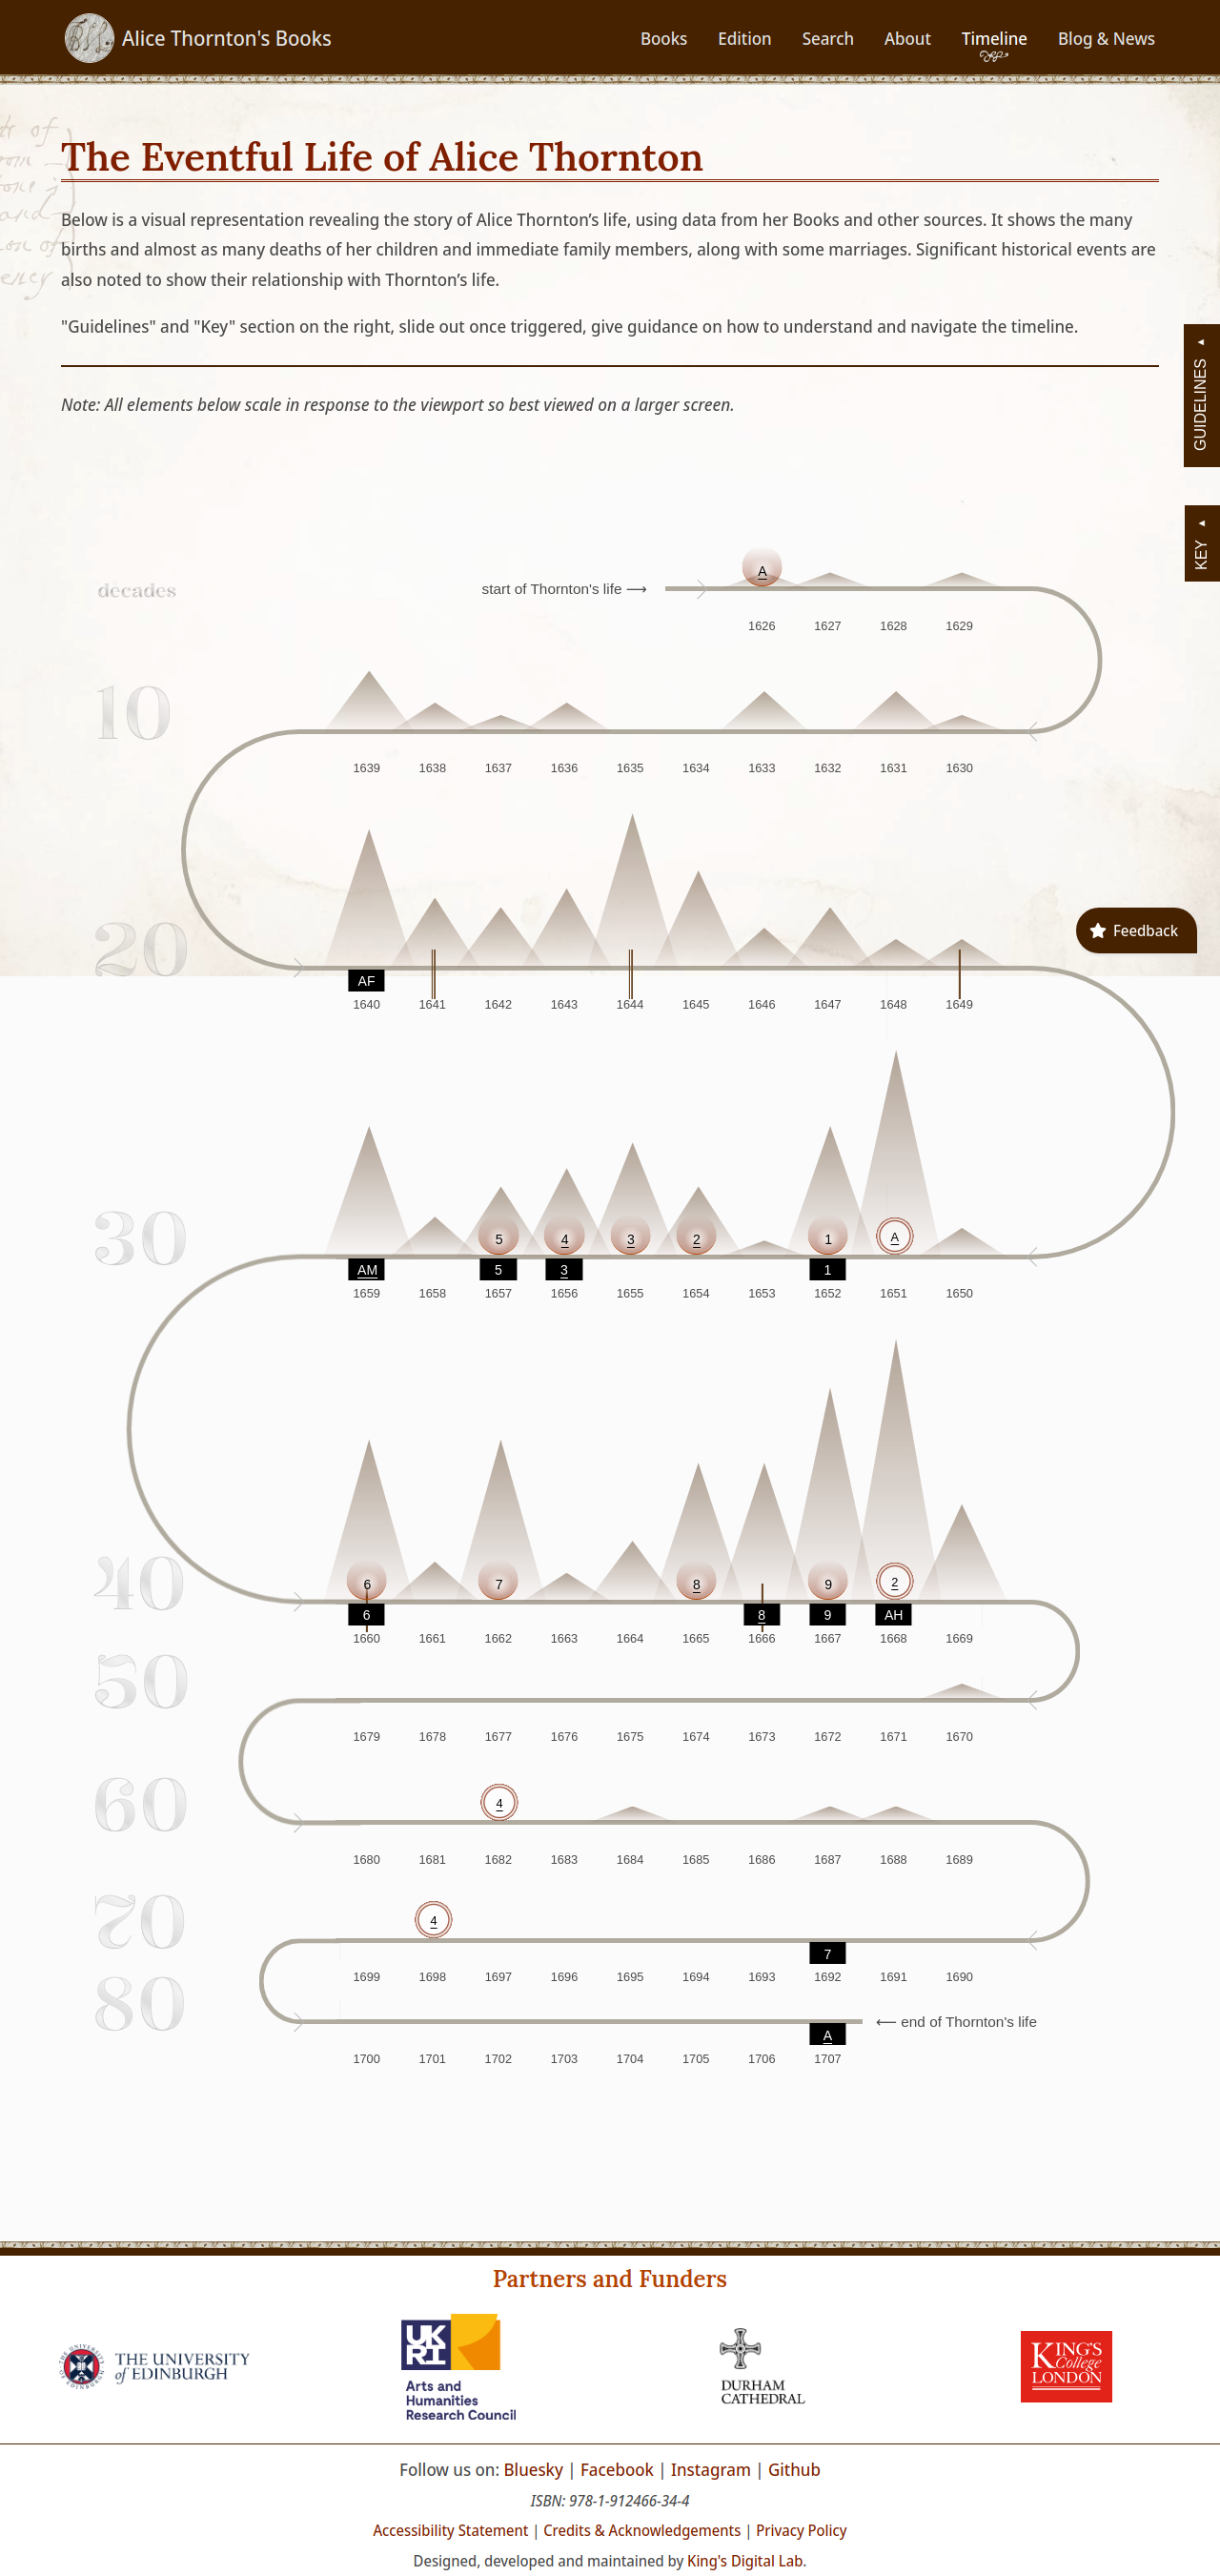 Alice Thornton's Books
Books Edition Search About Timeline Blog & News
The Eventful Life of Alice Thornton
Below is a visual representation revealing the story of Alice Thornton’s life, using data from her Books and other sources. It shows the many
births and almost as many deaths of her children and immediate family members, along with some marriages. Significant historical events are
also noted to show their relationship with Thornton’s life.
"Guidelines" and "Key" section on the right, slide out once triggered, give guidance on how to understand and navigate the timeline.
GUIDELINES
Note: All elements below scale in response to the viewport so best viewed on a larger screen.
KEY
decades
start of Thornton's life ⟶
A
1626 1627 1628 1629
10
1639 1638 1637 1636 1635 1634 1633 1632 1631 1630
Feedback
20
AF
1640 1641 1642 1643 1644 1645 1646 1647 1648 1649
30
5 4 3 2 1 A
AM 5 3 1
1659 1658 1657 1656 1655 1654 1653 1652 1651 1650
40
6 7 8 9 2
6 8 9 AH
1660 1661 1662 1663 1664 1665 1666 1667 1668 1669
50
1679 1678 1677 1676 1675 1674 1673 1672 1671 1670
60
4
1680 1681 1682 1683 1684 1685 1686 1687 1688 1689
70
4
7
1699 1698 1697 1696 1695 1694 1693 1692 1691 1690
80
⟵ end of Thornton's life
A
1700 1701 1702 1703 1704 1705 1706 1707
Partners and Funders
THE UNIVERSITY
of EDINBURGH
UK
RI
Arts and
Humanities
Research Council
DURHAM
CATHEDRAL
KING'S
College
LONDON
Follow us on: Bluesky | Facebook | Instagram | Github
ISBN: 978-1-912466-34-4
Accessibility Statement | Credits & Acknowledgements | Privacy Policy
Designed, developed and maintained by King's Digital Lab.